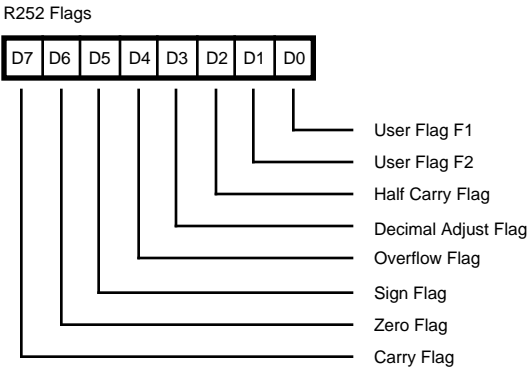 R252 Flags
D7 D6 D5 D4 D3 D2 D1 D0
User Flag F1
User Flag F2
Half Carry Flag
Decimal Adjust Flag
Overflow Flag
Sign Flag
Zero Flag
Carry Flag